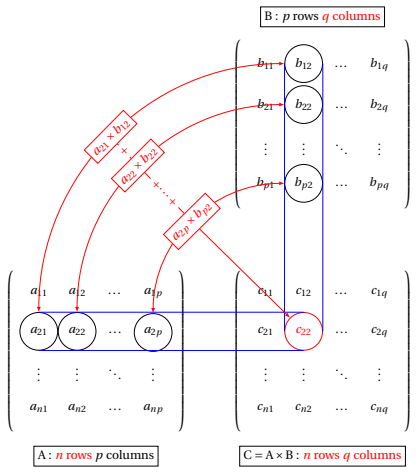 B : p rows q columns
b₁₁ b₁₂ … b₁q
b₂₁ b₂₂ … b₂q
⋮ ⋮ ⋱ ⋮
bₚ₁ bₚ₂ … bₚq
a₂₁ × b₁₂
+
a₂₂ × b₂₂
+ … +
a₂ₚ × bₚ₂
a₁₁ a₁₂ … a₁ₚ
a₂₁ a₂₂ … a₂ₚ
⋮ ⋮ ⋱ ⋮
aₙ₁ aₙ₂ … aₙₚ
c₁₁ c₁₂ … c₁q
c₂₁ c₂₂ … c₂q
⋮ ⋮ ⋱ ⋮
cₙ₁ cₙ₂ … cₙq
A : n rows p columns
C = A × B : n rows q columns